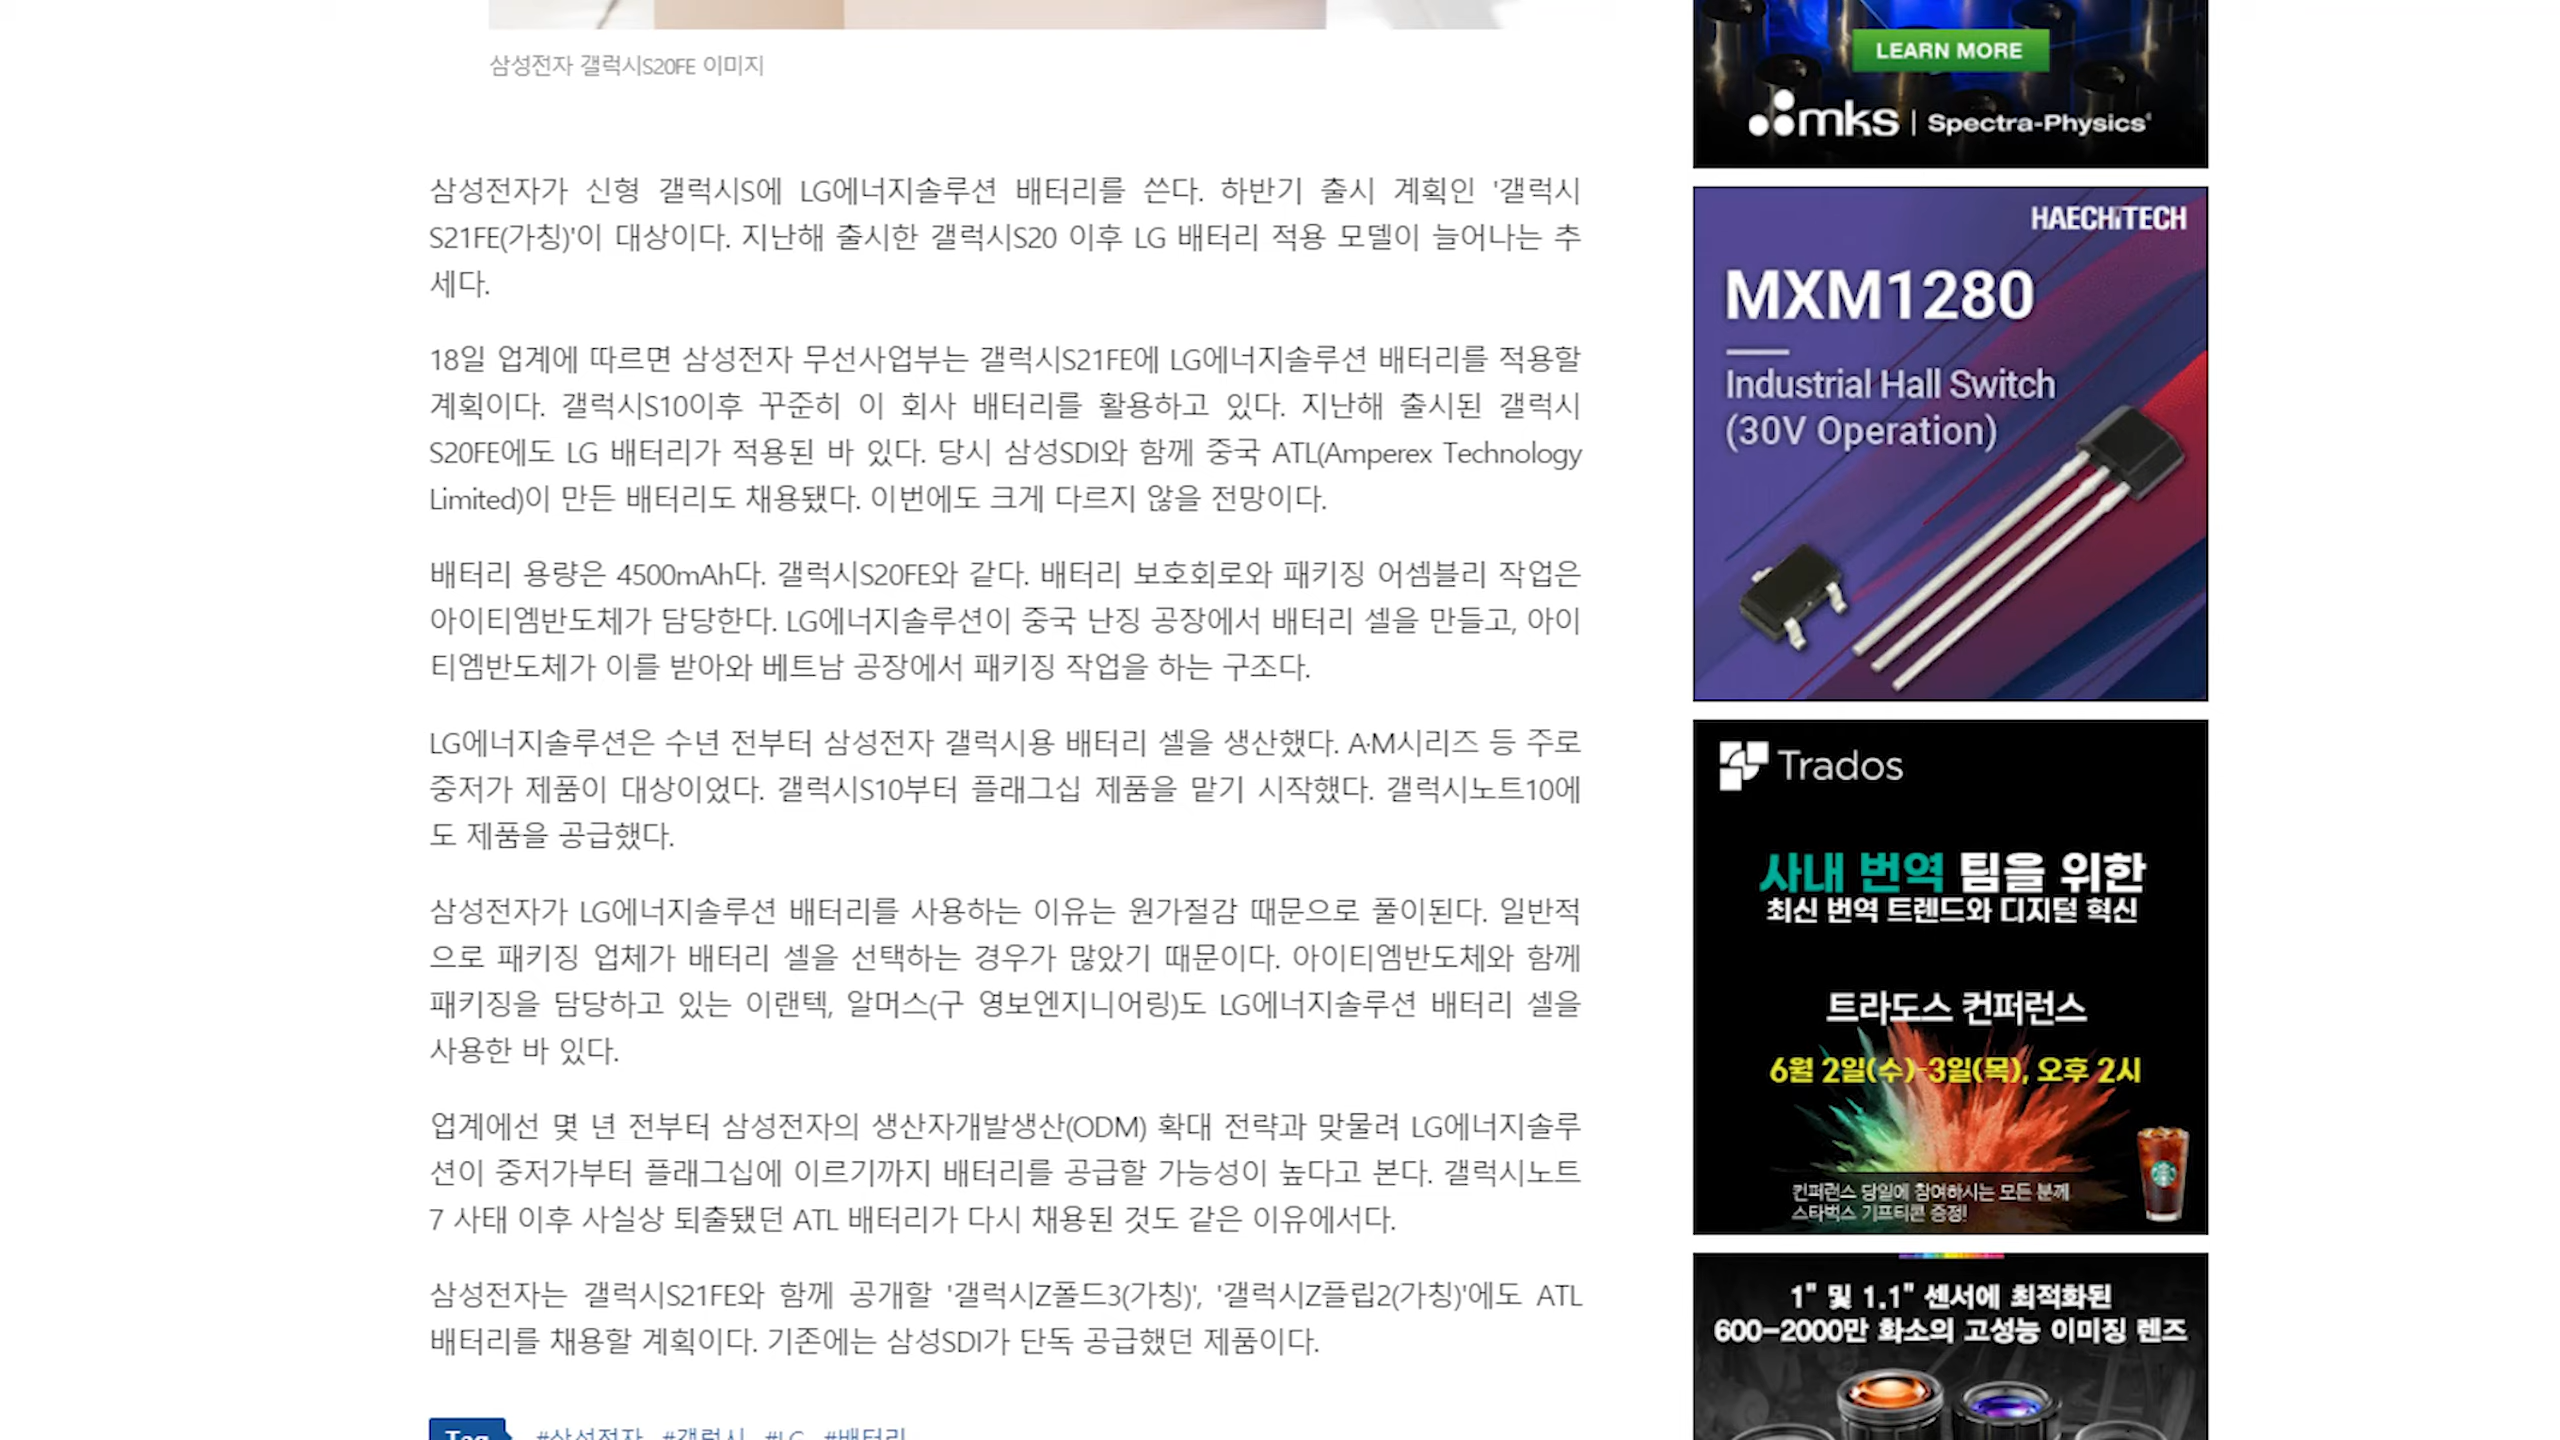 삼성전자 갤럭시S20FE 이미지
삼성전자가 신형 갤럭시S에 LG에너지솔루션 배터리를 쓴다. 하반기 출시 계획인 '갤럭시
S21FE(가칭)'이 대상이다. 지난해 출시한 갤럭시S20 이후 LG 배터리 적용 모델이 늘어나는 추
세다.
18일 업계에 따르면 삼성전자 무선사업부는 갤럭시S21FE에 LG에너지솔루션 배터리를 적용할
계획이다. 갤럭시S10이후 꾸준히 이 회사 배터리를 활용하고 있다. 지난해 출시된 갤럭시
S20FE에도 LG 배터리가 적용된 바 있다. 당시 삼성SDI와 함께 중국 ATL(Amperex Technology
Limited)이 만든 배터리도 채용됐다. 이번에도 크게 다르지 않을 전망이다.
배터리 용량은 4500mAh다. 갤럭시S20FE와 같다. 배터리 보호회로와 패키징 어셈블리 작업은
아이티엠반도체가 담당한다. LG에너지솔루션이 중국 난징 공장에서 배터리 셀을 만들고, 아이
티엠반도체가 이를 받아와 베트남 공장에서 패키징 작업을 하는 구조다.
LG에너지솔루션은 수년 전부터 삼성전자 갤럭시용 배터리 셀을 생산했다. A·M시리즈 등 주로
중저가 제품이 대상이었다. 갤럭시S10부터 플래그십 제품을 맡기 시작했다. 갤럭시노트10에
도 제품을 공급했다.
삼성전자가 LG에너지솔루션 배터리를 사용하는 이유는 원가절감 때문으로 풀이된다. 일반적
으로 패키징 업체가 배터리 셀을 선택하는 경우가 많았기 때문이다. 아이티엠반도체와 함께
패키징을 담당하고 있는 이랜텍, 알머스(구 영보엔지니어링)도 LG에너지솔루션 배터리 셀을
사용한 바 있다.
업계에선 몇 년 전부터 삼성전자의 생산자개발생산(ODM) 확대 전략과 맞물려 LG에너지솔루
션이 중저가부터 플래그십에 이르기까지 배터리를 공급할 가능성이 높다고 본다. 갤럭시노트
7 사태 이후 사실상 퇴출됐던 ATL 배터리가 다시 채용된 것도 같은 이유에서다.
삼성전자는 갤럭시S21FE와 함께 공개할 '갤럭시Z폴드3(가칭)', '갤럭시Z플립2(가칭)'에도 ATL
배터리를 채용할 계획이다. 기존에는 삼성SDI가 단독 공급했던 제품이다.
Tag #삼성전자 #갤럭시 #LG #배터리
LEARN MORE
mks | Spectra-Physics
HAECHITECH
MXM1280
Industrial Hall Switch
(30V Operation)
Trados
사내 번역 팀을 위한
최신 번역 트렌드와 디지털 혁신
트라도스 컨퍼런스
6월 2일(수)-3일(목), 오후 2시
컨퍼런스 당일에 참여하시는 모든 분께
스타벅스 기프티콘 증정!
1" 및 1.1" 센서에 최적화된
600-2000만 화소의 고성능 이미징 렌즈